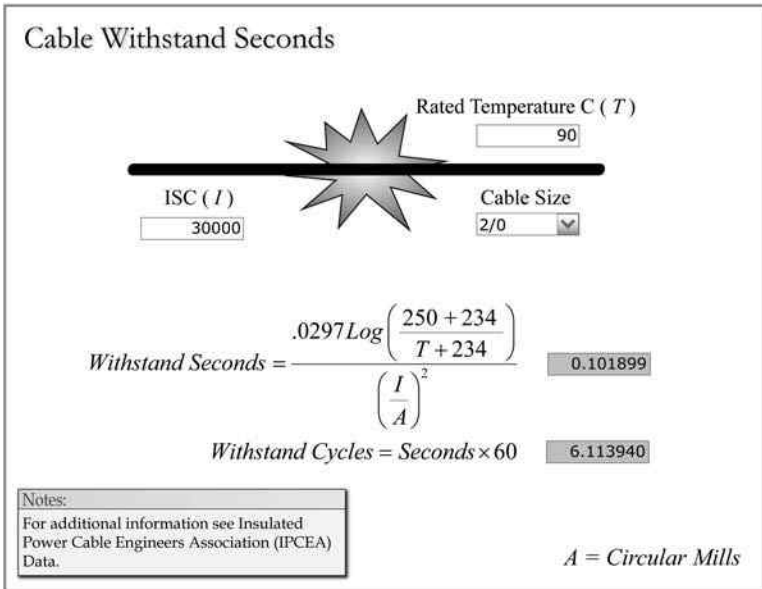 Cable Withstand Seconds
Rated Temperature C ( T )
90
ISC ( I )
30000
Cable Size
2/0
Withstand Seconds = .0297Log((250 + 234)/(T + 234))/(I/A)²
0.101899
Withstand Cycles = Seconds × 60
6.113940
Notes:
For additional information see Insulated
Power Cable Engineers Association (IPCEA)
Data.
A = Circular Mills